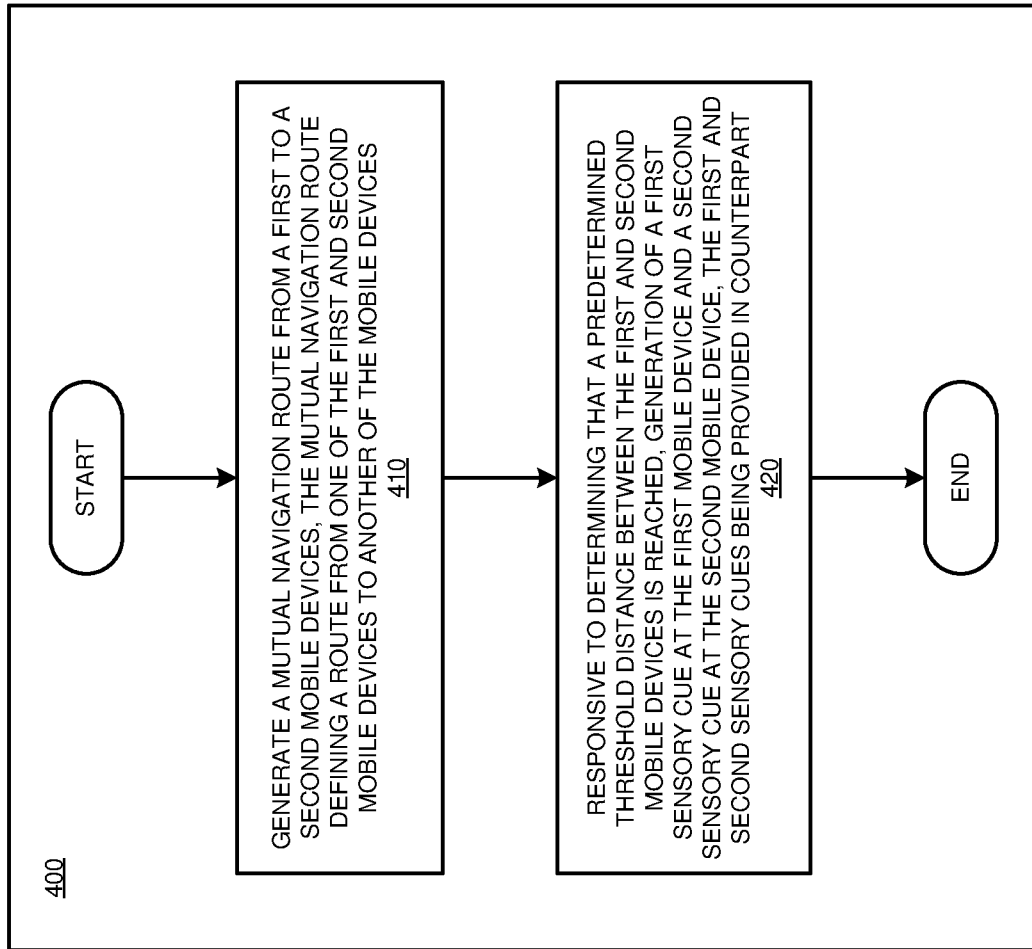 400
START
GENERATE A MUTUAL NAVIGATION ROUTE FROM A FIRST TO A
SECOND MOBILE DEVICES, THE MUTUAL NAVIGATION ROUTE
DEFINING A ROUTE FROM ONE OF THE FIRST AND SECOND
MOBILE DEVICES TO ANOTHER OF THE MOBILE DEVICES
410
RESPONSIVE TO DETERMINING THAT A PREDETERMINED
THRESHOLD DISTANCE BETWEEN THE FIRST AND SECOND
MOBILE DEVICES IS REACHED, GENERATION OF A FIRST
SENSORY CUE AT THE FIRST MOBILE DEVICE AND A SECOND
SENSORY CUE AT THE SECOND MOBILE DEVICE, THE FIRST AND
SECOND SENSORY CUES BEING PROVIDED IN COUNTERPART
420
END